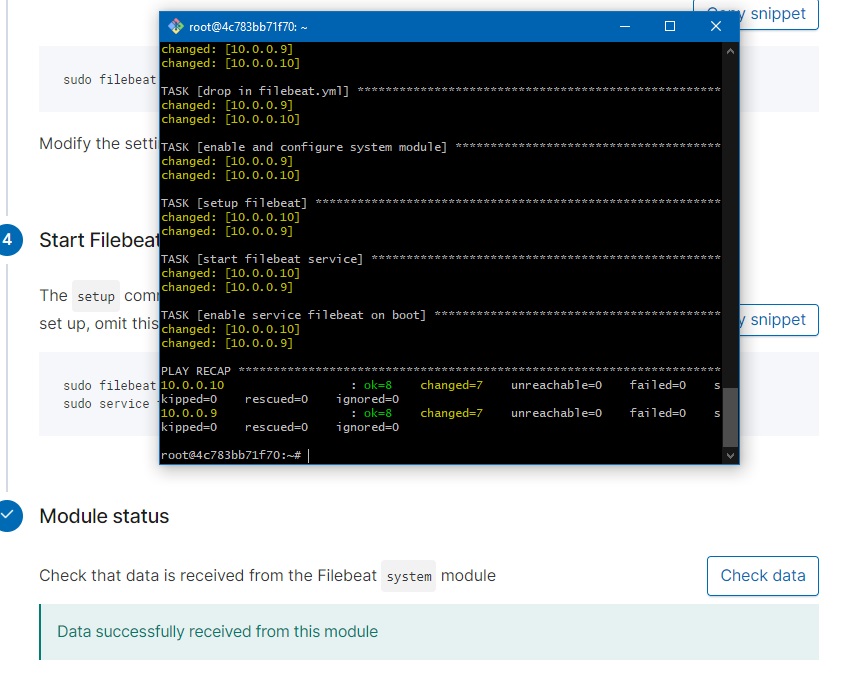 Copy snippet
root@4c783bb71f70: ~
changed: [10.0.0.9]
changed: [10.0.0.10]
sudo filebeat
TASK [drop in filebeat.yml] ****************************************************
changed: [10.0.0.9]
changed: [10.0.0.10]
Modify the setti
TASK [enable and configure system module] **************************************
changed: [10.0.0.9]
changed: [10.0.0.10]
TASK [setup filebeat] **********************************************************
changed: [10.0.0.10]
changed: [10.0.0.9]
4 Start Filebeat
TASK [start filebeat service] **************************************************
changed: [10.0.0.10]
changed: [10.0.0.9]
The setup comm
set up, omit this
TASK [enable service filebeat on boot] *****************************************
changed: [10.0.0.10]
changed: [10.0.0.9]
y snippet
PLAY RECAP *********************************************************************
10.0.0.10 : ok=8 changed=7 unreachable=0 failed=0 s
kipped=0 rescued=0 ignored=0
10.0.0.9 : ok=8 changed=7 unreachable=0 failed=0 s
kipped=0 rescued=0 ignored=0
sudo filebeat
sudo service
root@4c783bb71f70:~#
Module status
Check that data is received from the Filebeat system module
Check data
Data successfully received from this module